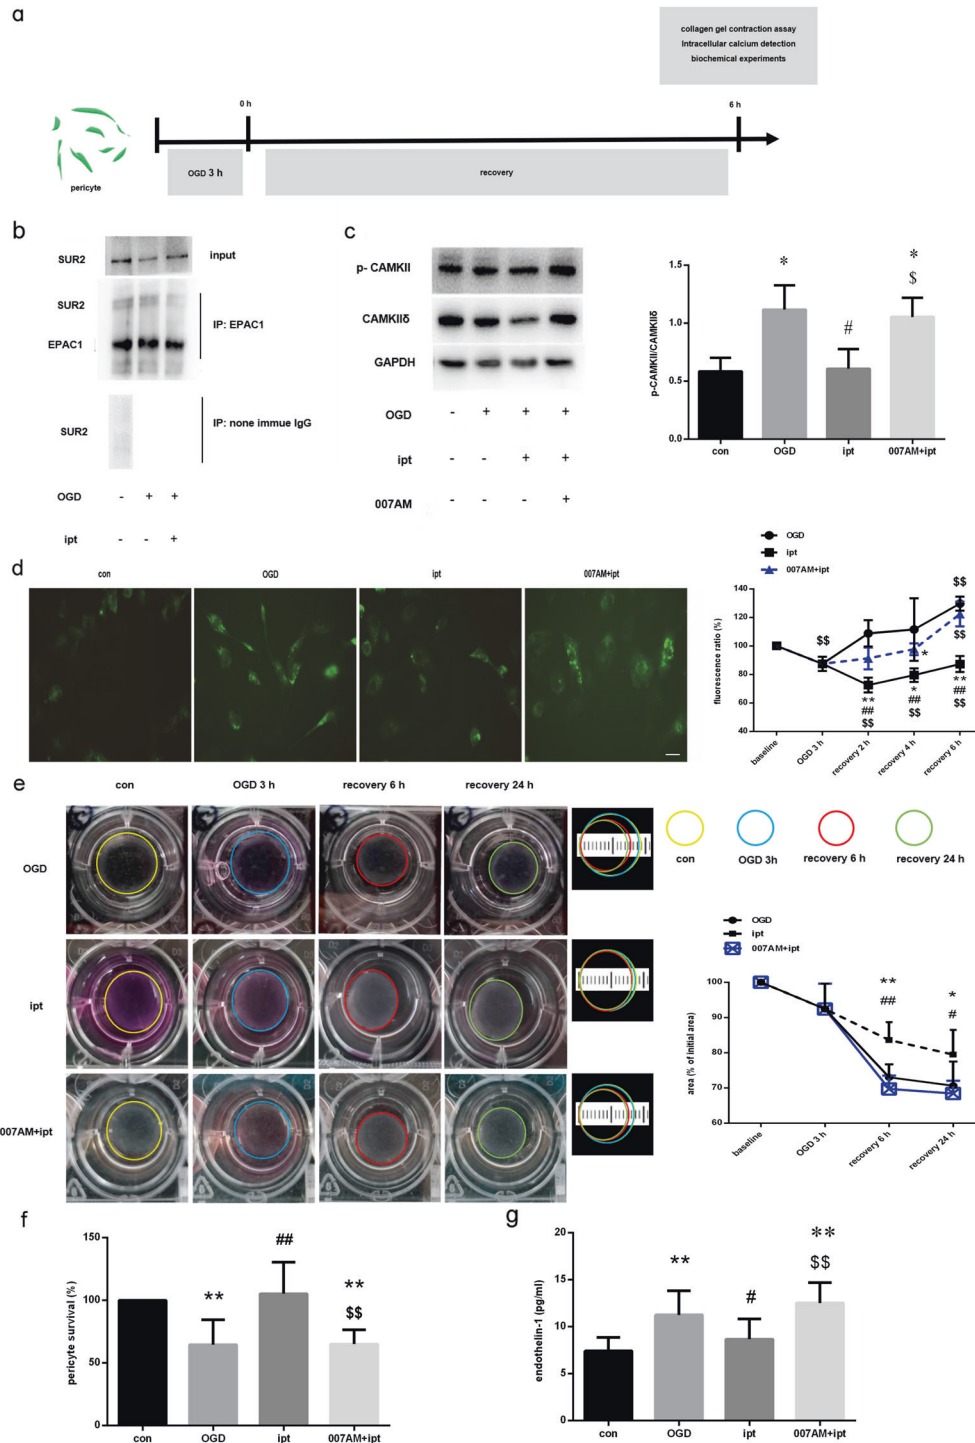 a
collagen gel contraction assay
Intracellular calcium detection
biochemical experiments
0 h
6 h
pericyte
OGD 3 h
recovery
b
SUR2
input
SUR2
IP: EPAC1
EPAC1
SUR2
IP: none immue IgG
OGD - + +
ipt - - +
c
p- CAMKII
CAMKIIδ
GAPDH
OGD - + + +
ipt - - + +
007AM - - - +
p-CAMKII/CAMKIIδ
1.5
1.0
0.5
0.0
* # * $
con OGD ipt 007AM+ipt
d
con OGD ipt 007AM+ipt
OGD
ipt
007AM+ipt
fluorescence ratio (%)
140
120
100
80
60
40
$$
$$
$$
*
**
##
$$
*
##
$$
**
##
$$
baseline OGD 3 h recovery 2 h recovery 4 h recovery 6 h
e
con OGD 3 h recovery 6 h recovery 24 h
OGD
ipt
007AM+ipt
con OGD 3h recovery 6 h recovery 24 h
OGD
ipt
007AM+ipt
area (% of initial area)
100
90
80
70
60
** *
## #
baseline OGD 3 h recovery 6 h recovery 24 h
f
pericyte survival (%)
150
100
50
0
** ## ** $$
con OGD ipt 007AM+ipt
g
endothelin-1 (pg/ml)
20
15
10
5
0
** # ** $$
con OGD ipt 007AM+ipt